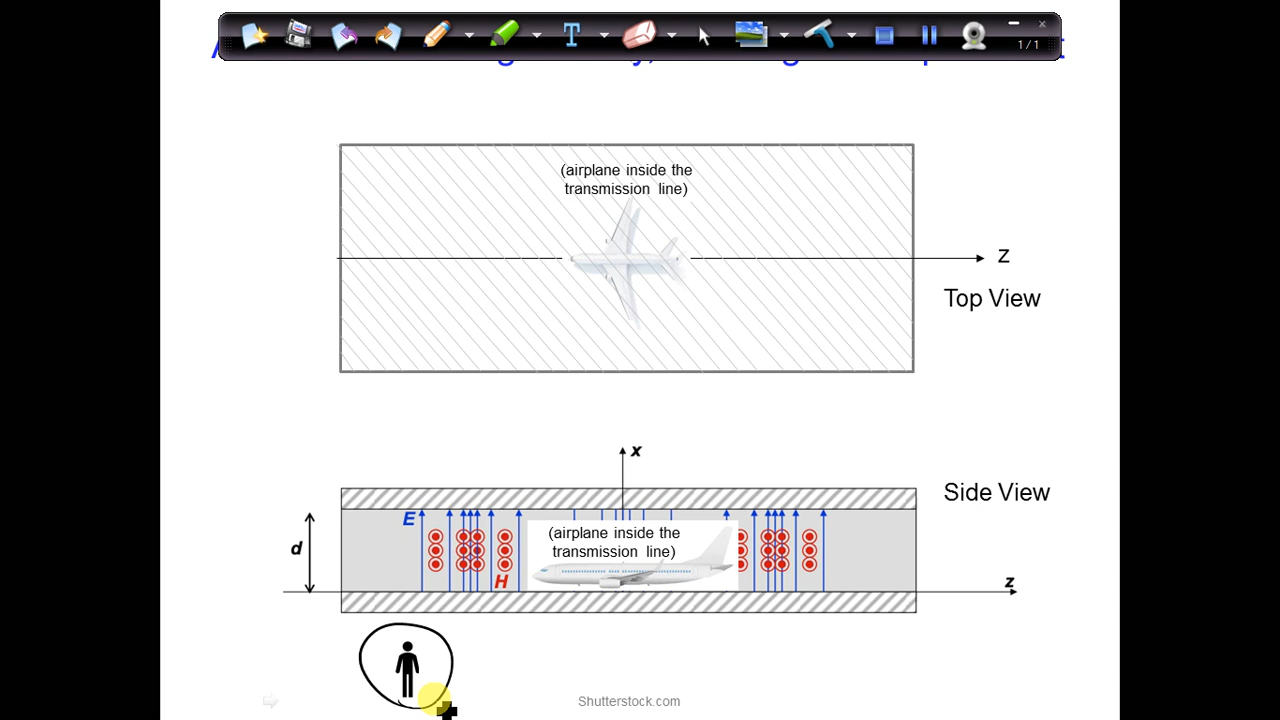 1/1
(airplane inside the
transmission line)
Z
Top View
x
Side View
E
d
(airplane inside the
transmission line)
H
z
Shutterstock.com